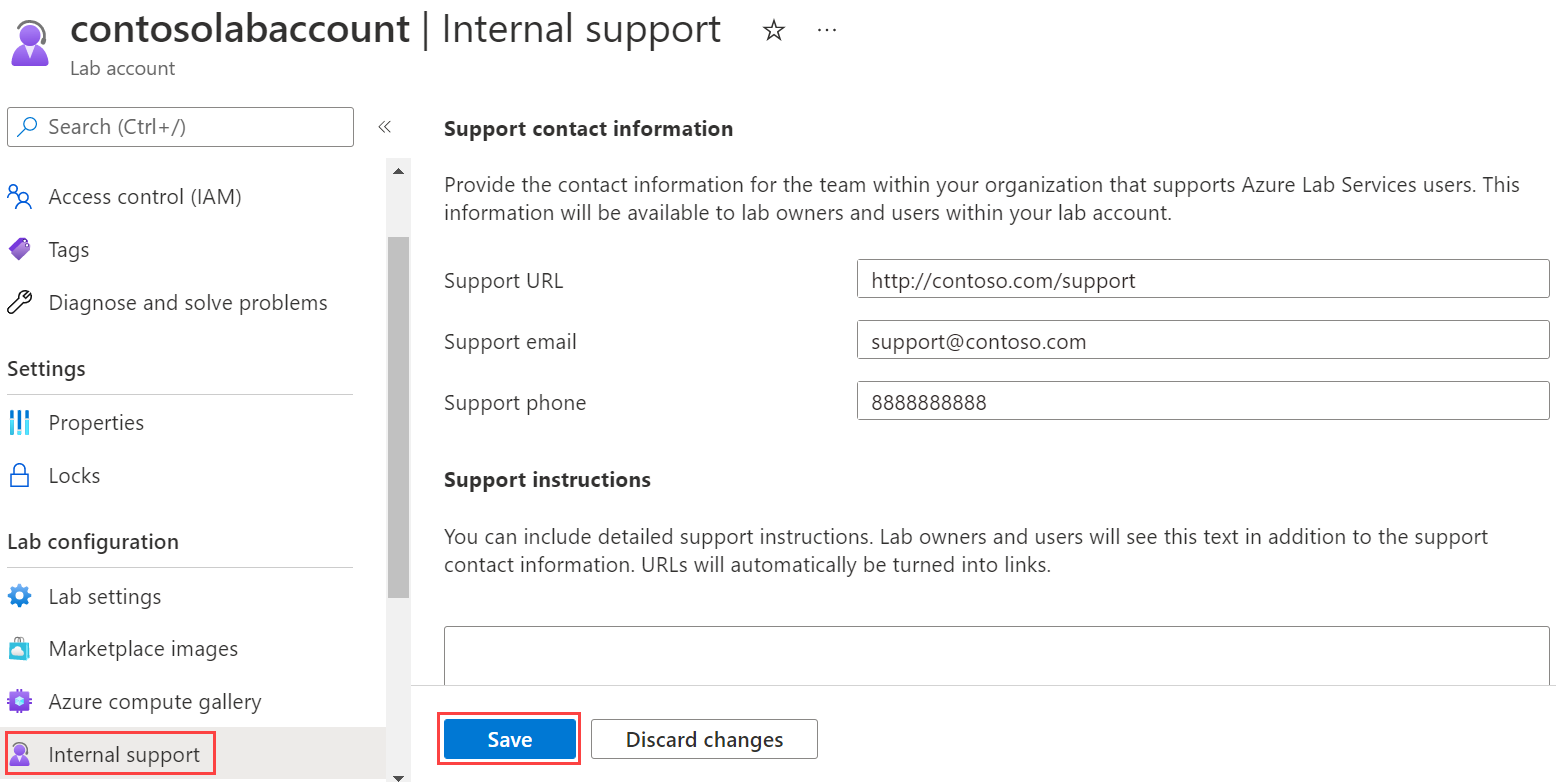 contosolabaccount | Internal support ☆ ...
Lab account
Search (Ctrl+/) «
Access control (IAM)
Tags
Diagnose and solve problems
Settings
Properties
Locks
Lab configuration
Lab settings
Marketplace images
Azure compute gallery
Internal support
Support contact information
Provide the contact information for the team within your organization that supports Azure Lab Services users. This
information will be available to lab owners and users within your lab account.
Support URL http://contoso.com/support
Support email support@contoso.com
Support phone 8888888888
Support instructions
You can include detailed support instructions. Lab owners and users will see this text in addition to the support
contact information. URLs will automatically be turned into links.
Save Discard changes